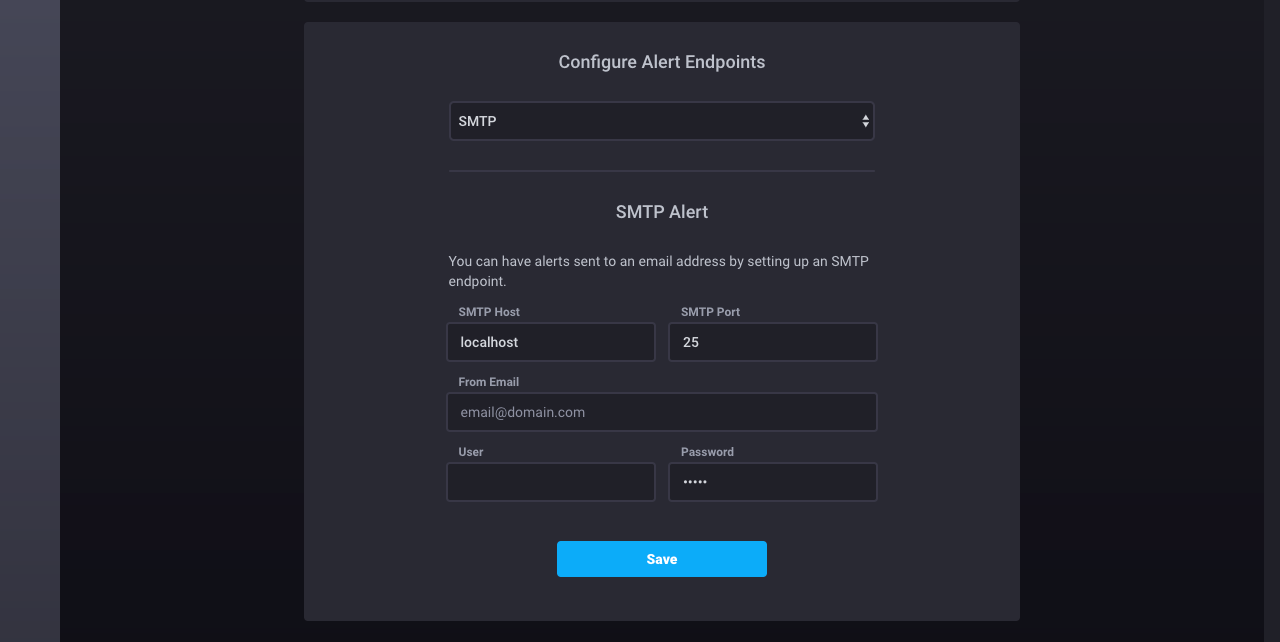 Configure Alert Endpoints
SMTP
SMTP Alert
You can have alerts sent to an email address by setting up an SMTP
endpoint.
SMTP Host SMTP Port
localhost 25
From Email
email@domain.com
User Password
•••••
Save